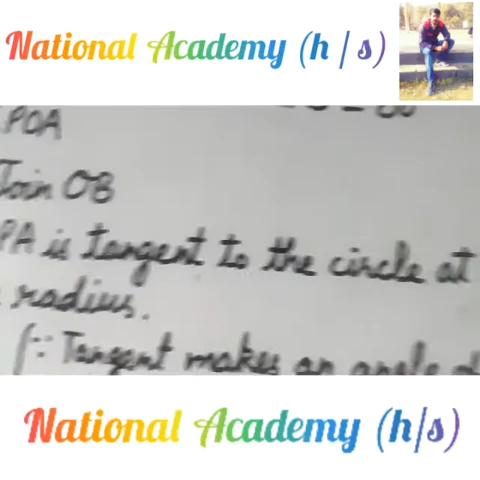 National Academy (h / s)
POA
Join OB
PA is tangent to the circle at
radius.
[∵ Tangent makes an angle
National Academy (h/s)